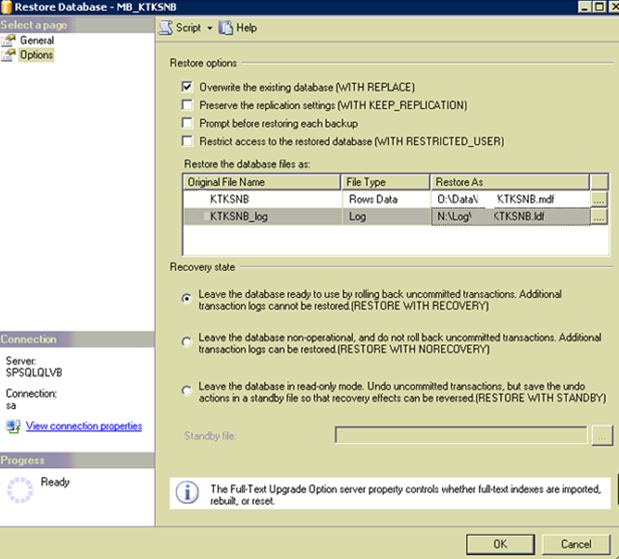 Restore Database - MB_KTKSNB
Select a page
General
Options
Script
Help
Restore options
Overwrite the existing database (WITH REPLACE)
Preserve the replication settings (WITH KEEP_REPLICATION)
Prompt before restoring each backup
Restrict access to the restored database (WITH RESTRICTED_USER)
Restore the database files as:
Original File Name File Type Restore As
KTKSNB Rows Data O:\Data\ KTKSNB.mdf ...
KTKSNB_log Log N:\Log\ KTKSNB.ldf ...
Recovery state
Leave the database ready to use by rolling back uncommitted transactions. Additional
transaction logs cannot be restored.(RESTORE WITH RECOVERY)
Leave the database non-operational, and do not roll back uncommitted transactions. Additional
transaction logs can be restored.(RESTORE WITH NORECOVERY)
Leave the database in read-only mode. Undo uncommitted transactions, but save the undo
actions in a standby file so that recovery effects can be reversed.(RESTORE WITH STANDBY)
Standby file:
...
Connection
Server:
SPSQLQLVB
Connection:
sa
View connection properties
Progress
Ready
The Full-Text Upgrade Option server property controls whether full-text indexes are imported,
rebuilt, or reset.
OK
Cancel